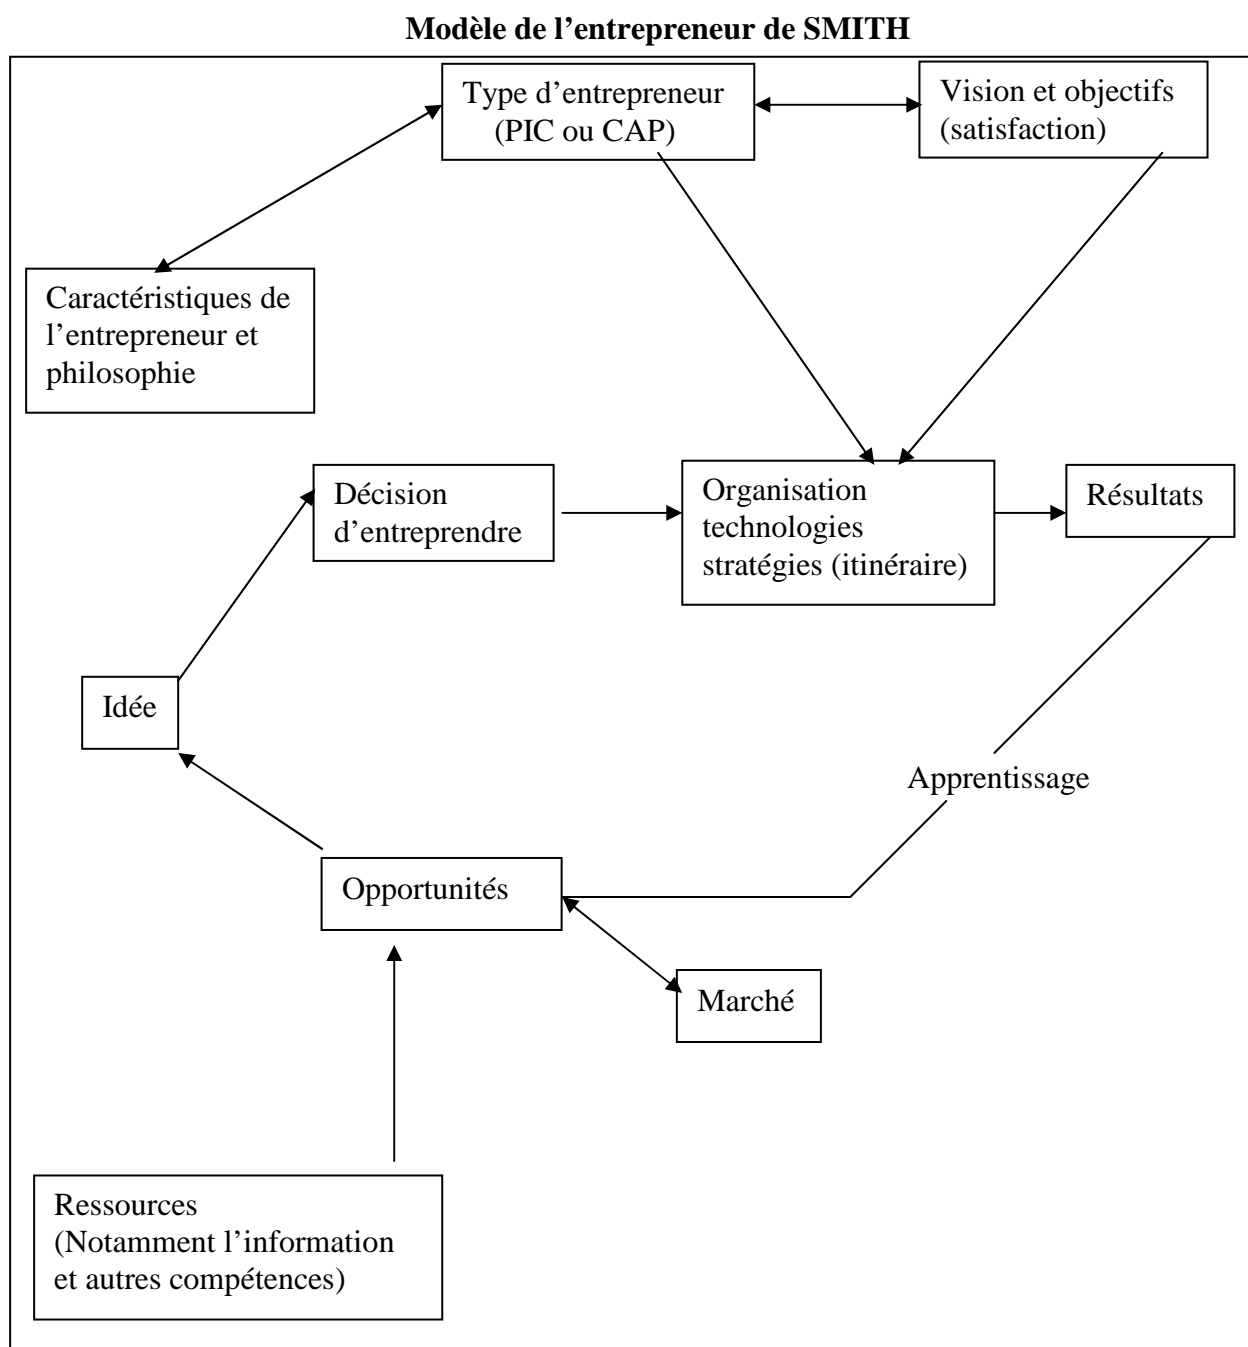 Modèle de l’entrepreneur de SMITH
Type d’entrepreneur
(PIC ou CAP)
Vision et objectifs
(satisfaction)
Caractéristiques de
l’entrepreneur et
philosophie
Décision
d’entreprendre
Organisation
technologies
stratégies (itinéraire)
Résultats
Idée
Apprentissage
Opportunités
Marché
Ressources
(Notamment l’information
et autres compétences)